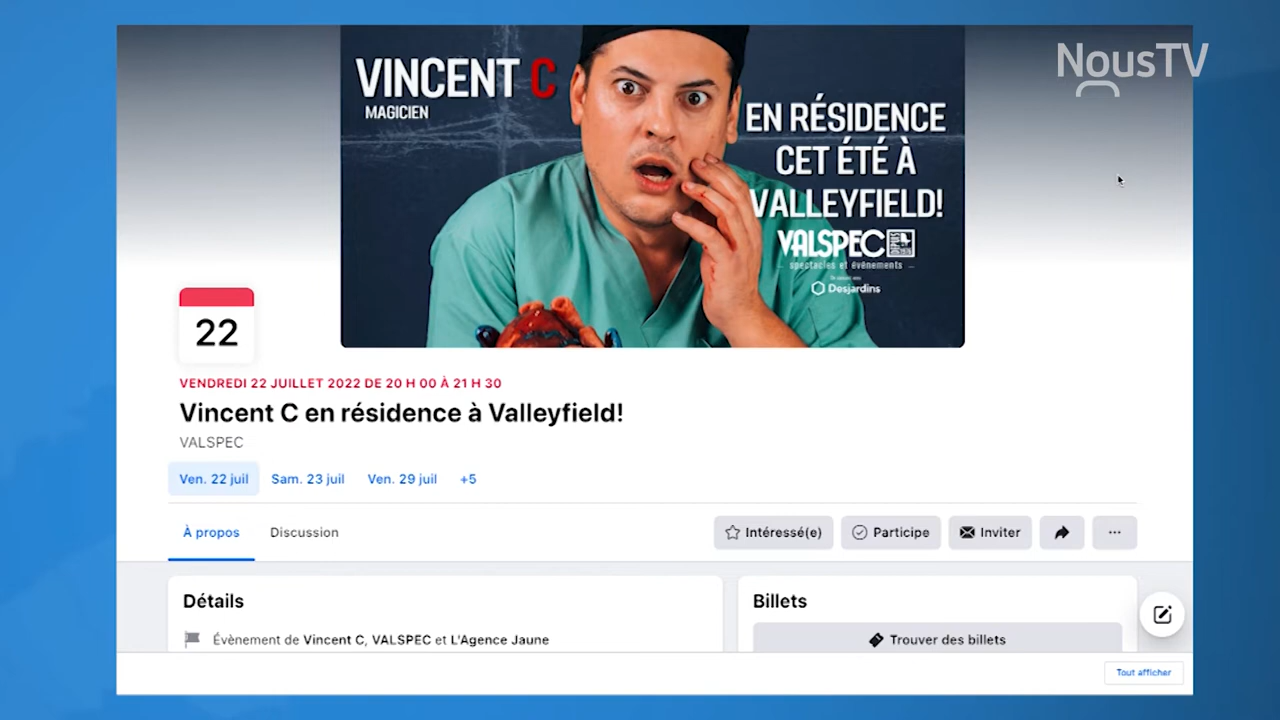 NousTV
VINCENT C
MAGICIEN
EN RÉSIDENCE
CET ÉTÉ À
VALLEYFIELD!
VALSPEC
spectacles et événements
Desjardins
22
VENDREDI 22 JUILLET 2022 DE 20 H 00 À 21 H 30
Vincent C en résidence à Valleyfield!
VALSPEC
Ven. 22 juil
Sam. 23 juil
Ven. 29 juil
+5
À propos
Discussion
Intéressé(e)
Participe
Inviter
Détails
Évènement de Vincent C, VALSPEC et L'Agence Jaune
Billets
Trouver des billets
Tout afficher